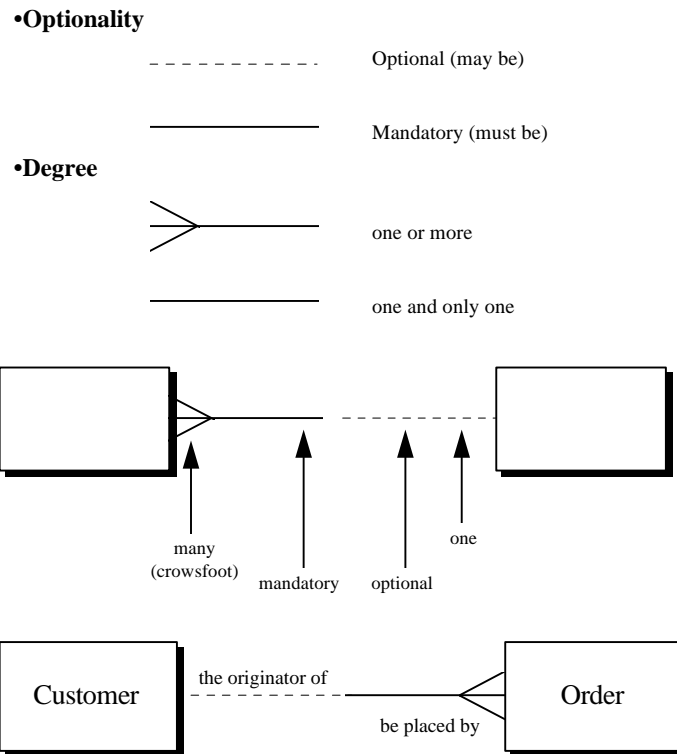 •Optionality
Optional (may be)
Mandatory (must be)
•Degree
one or more
one and only one
many
(crowsfoot)
mandatory
optional
one
Customer
the originator of
be placed by
Order